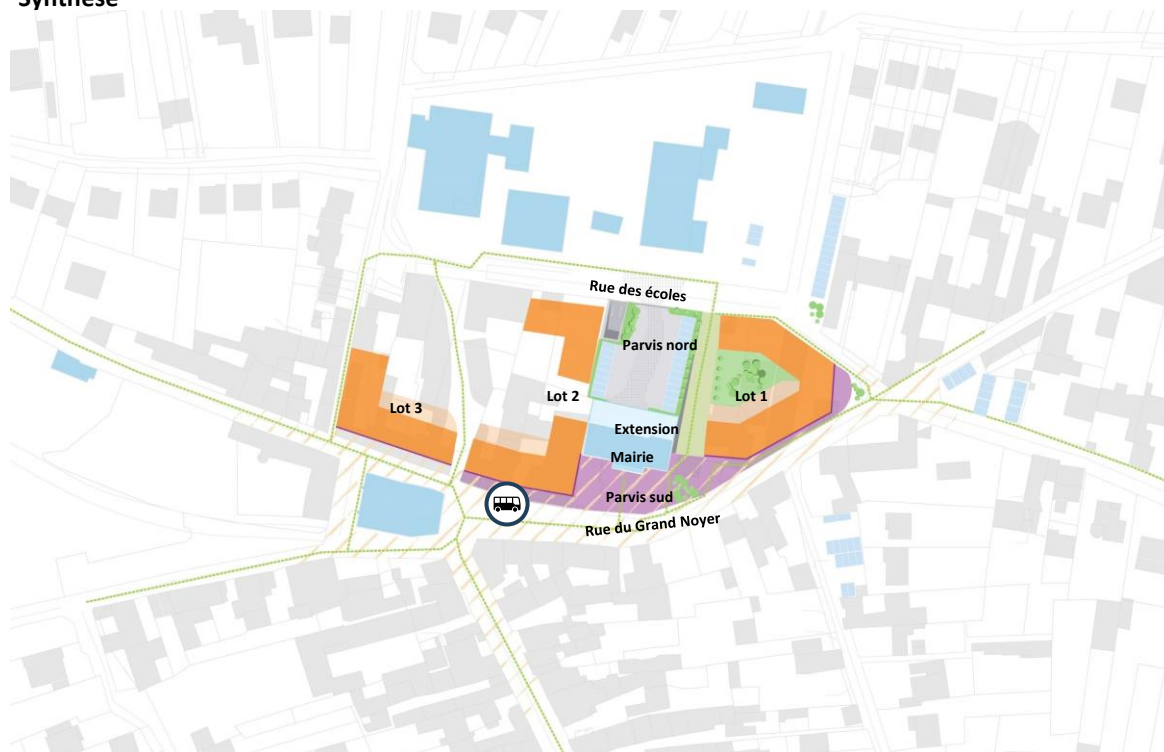 Synthèse
Rue des écoles
Parvis nord
Lot 2
Lot 1
Lot 3
Extension
Mairie
Parvis sud
Rue du Grand Noyer